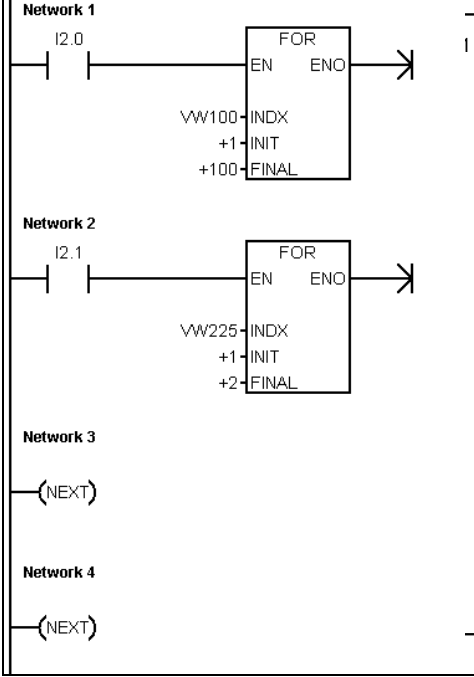 Network 1
I2.0
FOR
EN ENO
VW100 INDX
+1 INIT
+100 FINAL
Network 2
I2.1
FOR
EN ENO
VW225 INDX
+1 INIT
+2 FINAL
Network 3
(NEXT)
Network 4
(NEXT)
1